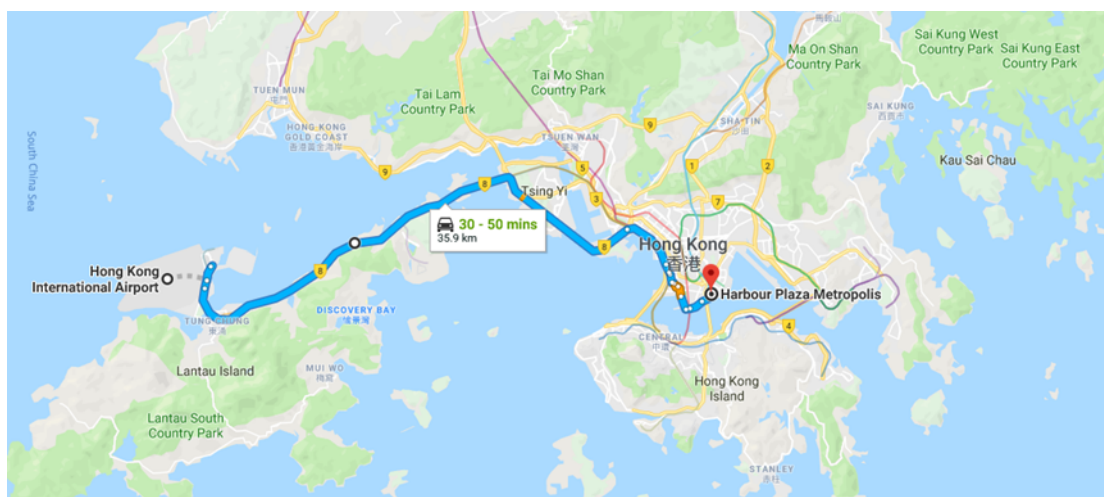 Sai Kung West
Country Park
Sai Kung East
Country Park
Ma On Shan
Country Park
Tai Mo Shan
Country Park
TUEN MUN
屯門
Tai Lam
Country Park
SAI KUNG
西貢市
SHA TIN
沙田
HONG KONG
GOLD COAST
香港黃金海岸
9
TSUEN WAN
荃灣
South China Sea
1
2
Kau Sai Chau
5
9
8
Tsing Yi
3
7
30 - 50 mins
35.9 km
8
Hong Kong
香港
Hong Kong
International Airport
8
Harbour Plaza Metropolis
DISCOVERY BAY
愉景灣
TUNG CHUNG
東涌
4
CENTRAL
中環
MUI WO
梅窩
Lantau Island
Hong Kong
Island
Lantau South
Country Park
STANLEY
赤柱